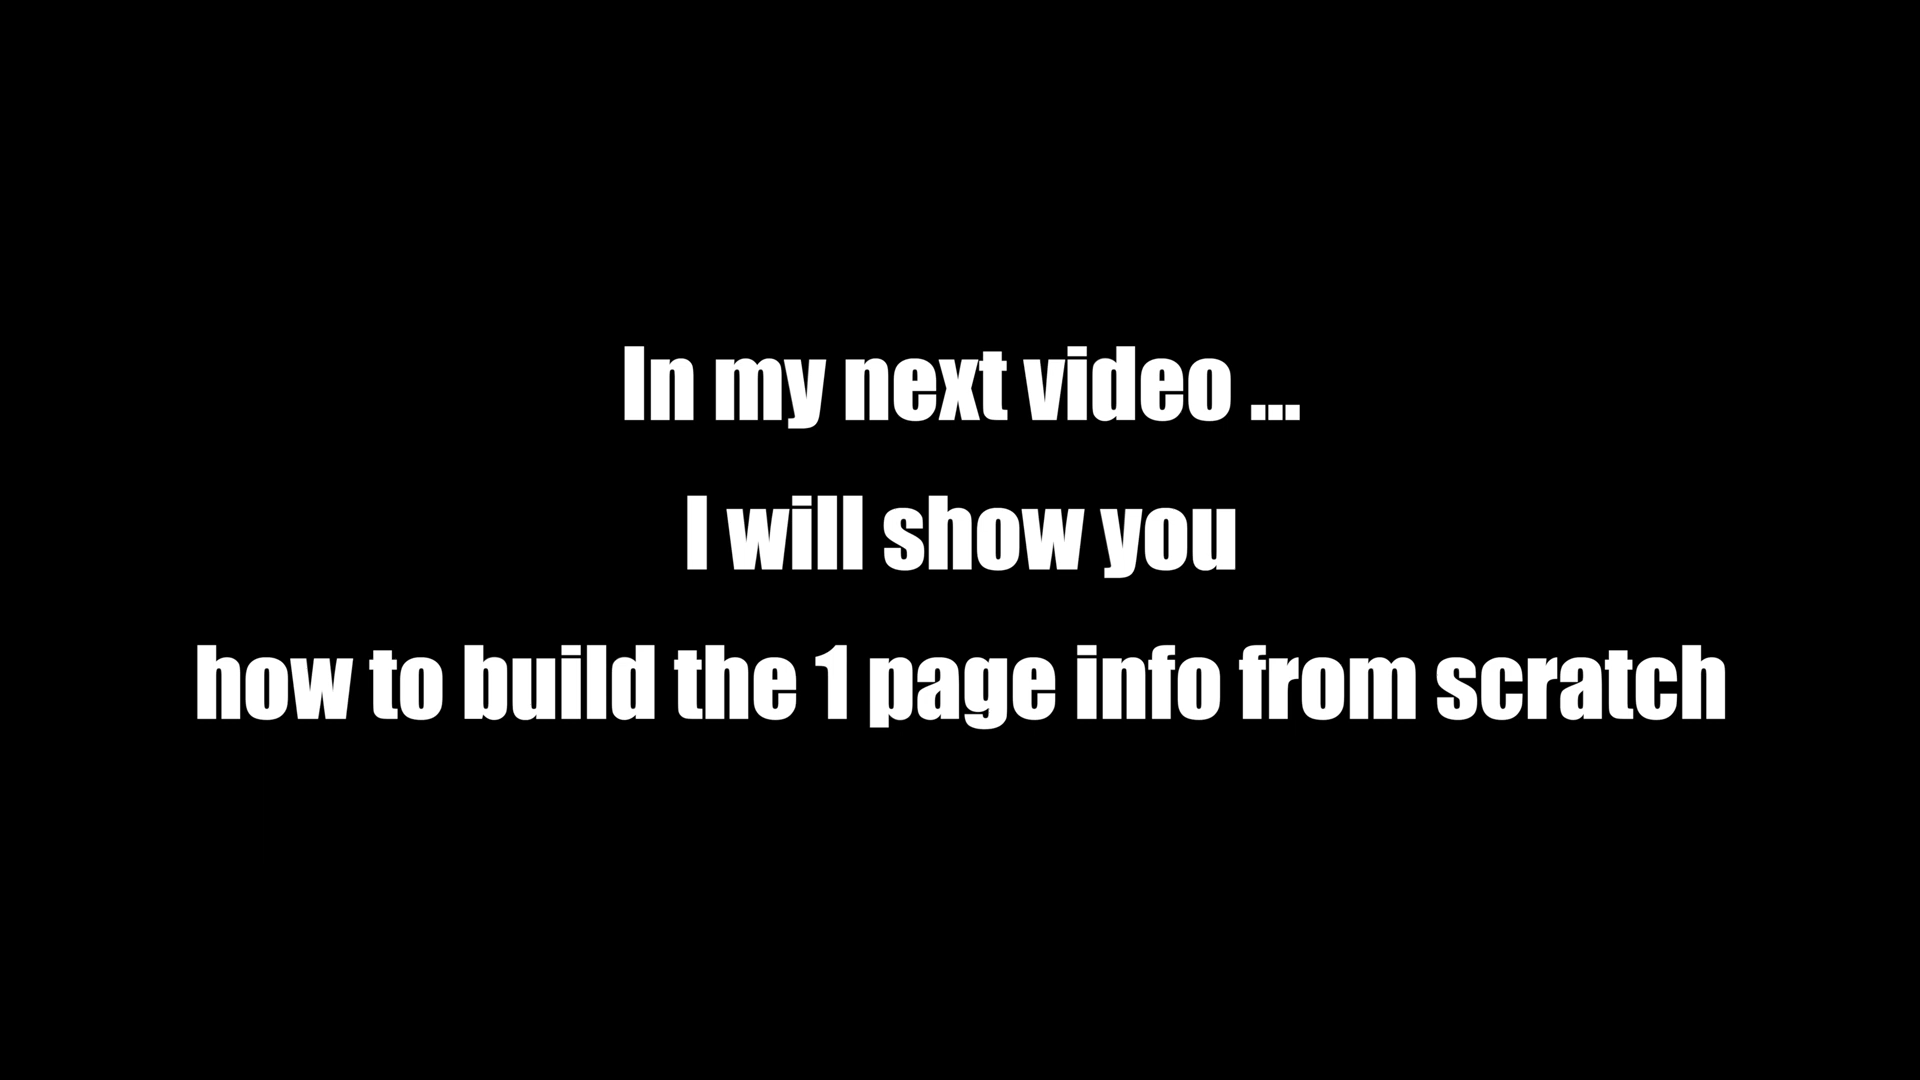 In my next video ...
I will show you
how to build the 1 page info from scratch